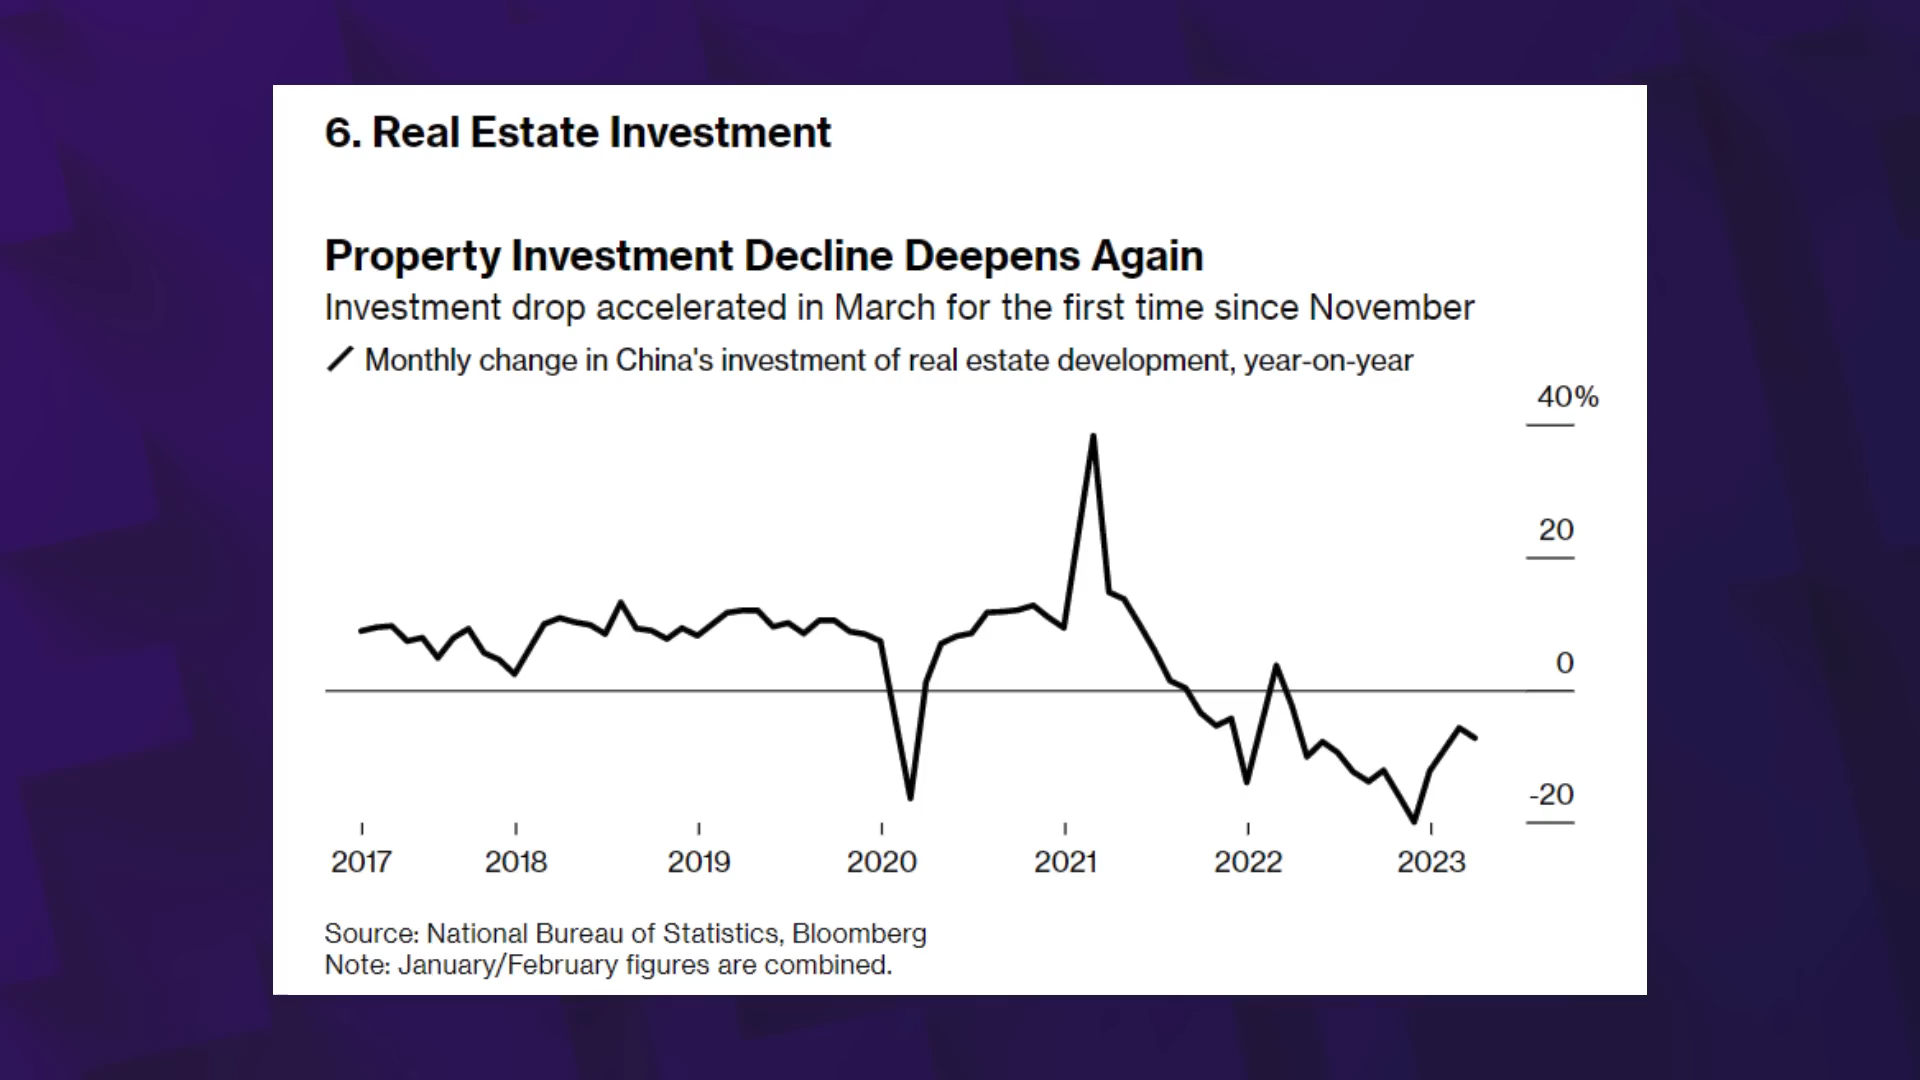 6. Real Estate Investment
Property Investment Decline Deepens Again
Investment drop accelerated in March for the first time since November
Monthly change in China's investment of real estate development, year-on-year
40%
20
0
-20
2017 2018 2019 2020 2021 2022 2023
Source: National Bureau of Statistics, Bloomberg
Note: January/February figures are combined.